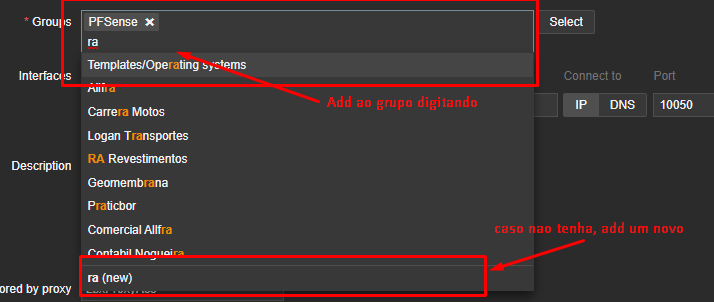 * Groups
PFSense ×
Select
ra
Templates/Operating systems
Interfaces
Allfra
Connect to
Port
Add ao grupo digitando
Carrera Motos
IP
DNS
10050
Logan Transportes
RA Revestimentos
Description
Geomembrana
Praticbor
Comercial Allfra
caso nao tenha, add um novo
Contabil Nogueira
ra (new)
ored by proxy